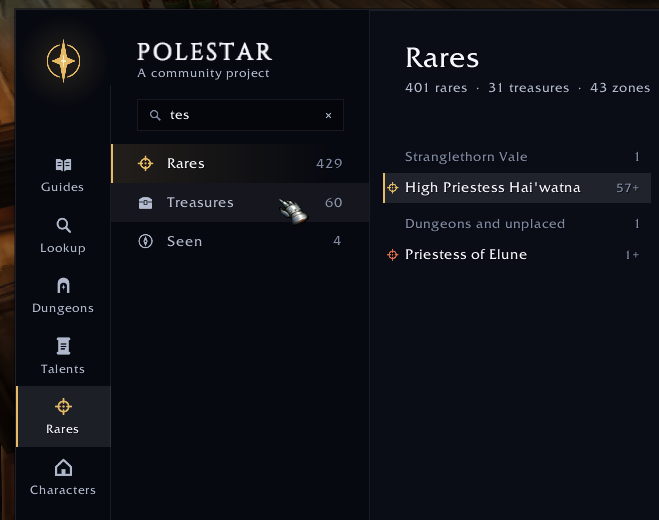 POLESTAR
A community project
tes
×
Rares 429
Treasures 60
Seen 4
Guides
Lookup
Dungeons
Talents
Rares
Characters
Rares
401 rares · 31 treasures · 43 zones
Stranglethorn Vale 1
High Priestess Hai'watna 57+
Dungeons and unplaced 1
Priestess of Elune 1+